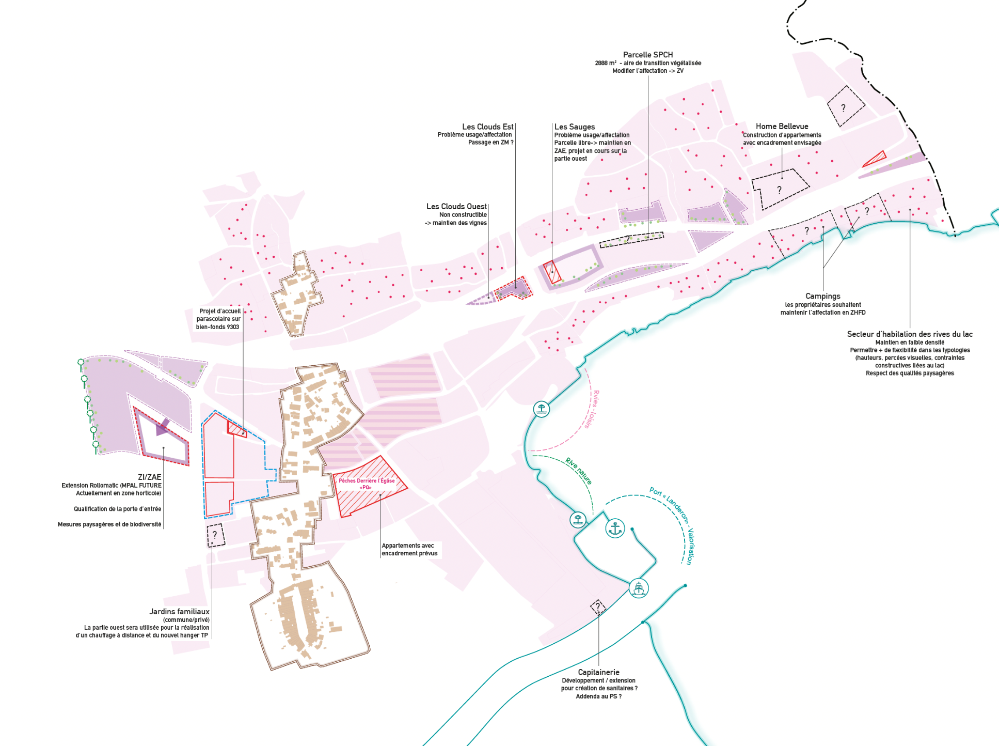 Parcelle SPCH
2888 m² - aire de transition végétalisée
Modifier l'affectation -> ZV
?
Les Clouds Est
Problème usage/affectation
Passage en ZM ?
Les Sauges
Problème usage/affectation
Parcelle libre-> maintien en
ZAE, projet en cours sur la
partie ouest
Home Bellevue
Construction d'appartements
avec encadrement envisagée
?
Les Clouds Ouest
Non constructible
-> maintien des vignes
?
?
?
Campings
les propriétaires souhaitent
maintenir l'affectation en ZHFD
Projet d'accueil
parascolaire sur
bien-fonds 9303
Secteur d'habitation des rives du lac
Maintien en faible densité
Permettre + de flexibilité dans les typologies
(hauteurs, percées visuelles, contraintes
constructives liées au lac)
Respect des qualités paysagères
Rvies - loisirs
Rive nature
Port « Landeron» - Valorisation
ZI/ZAE
Extension Rollomatic (MPAL FUTURE
Actuellement en zone horticole)
Qualification de la porte d'entrée
Mesures paysagères et de biodiversité
Pêches Derrière l'Église
«PQ»
?
Appartements avec
encadrement prévus
Jardins familiaux
(commune/privé)
La partie ouest sera utilisée pour la réalisation
d'un chauffage à distance et du nouvel hanger TP
?
Capitainerie
Développement / extension
pour création de sanitaires ?
Addenda au PS ?